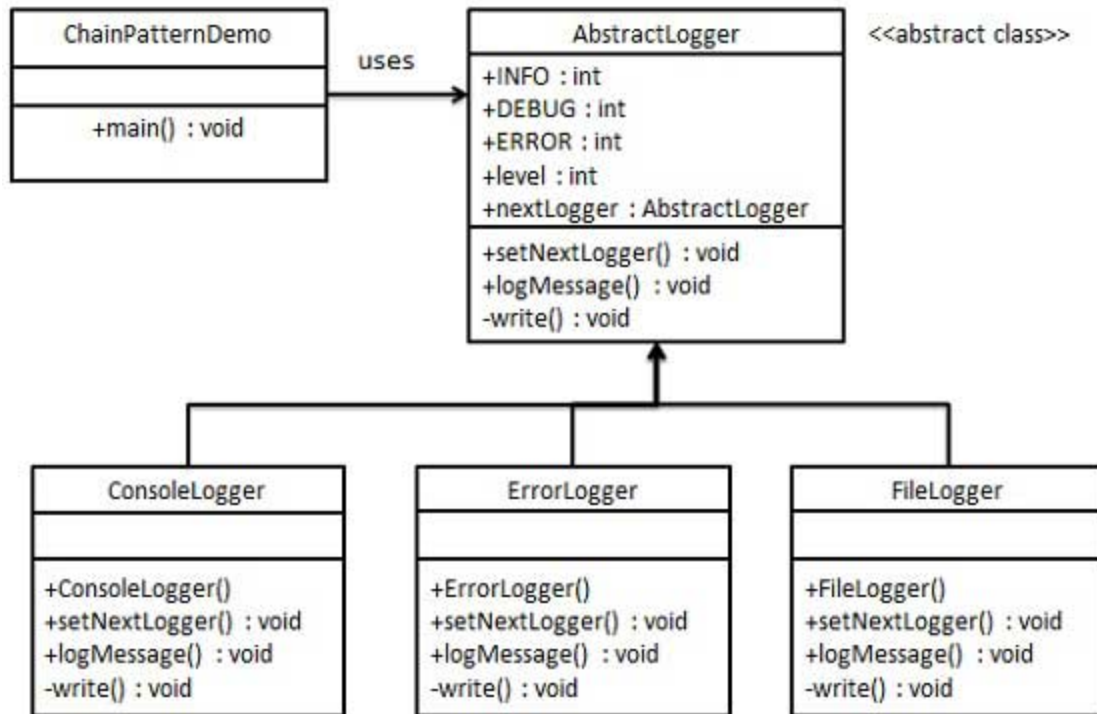 ChainPatternDemo
+main() : void
uses
AbstractLogger
<<abstract class>>
+INFO : int
+DEBUG : int
+ERROR : int
+level : int
+nextLogger : AbstractLogger
+setNextLogger() : void
+logMessage() : void
-write() : void
ConsoleLogger
+ConsoleLogger()
+setNextLogger() : void
+logMessage() : void
-write() : void
ErrorLogger
+ErrorLogger()
+setNextLogger() : void
+logMessage() : void
-write() : void
FileLogger
+FileLogger()
+setNextLogger() : void
+logMessage() : void
-write() : void